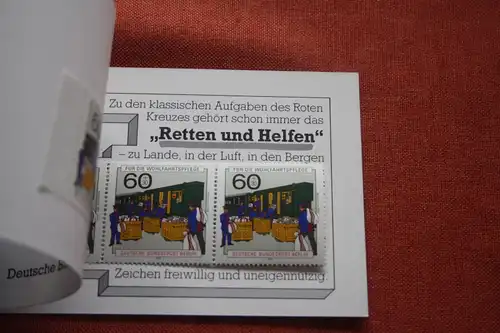 Zu den klassischen Aufgaben des Roten
Kreuzes gehört schon immer das
„Retten und Helfen“
– zu Lande, in der Luft, in den Bergen
FÜR DIE WOHLFAHRTSPFLEGE
60
DEUTSCHE BUNDESPOST BERLIN
FÜR DIE WOHLFAHRTSPFLEGE
60
DEUTSCHE BUNDESPOST BERLIN
Zeichen freiwillig und uneigennützig.
Deutsche